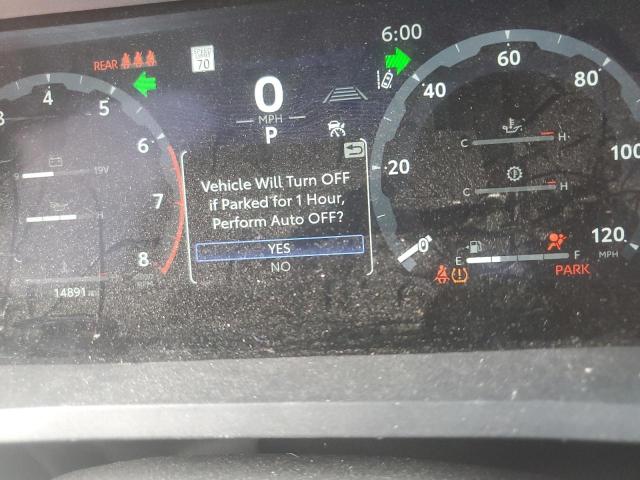 6:00
REAR
SPEED LIMIT 70
0
MPH
P
3 4 5 6 7 8
9 19V
H
14891
Vehicle Will Turn OFF
if Parked for 1 Hour,
Perform Auto OFF?
YES
NO
0 20 40 60 80 100 120
MPH
C H
C H
E F
PARK